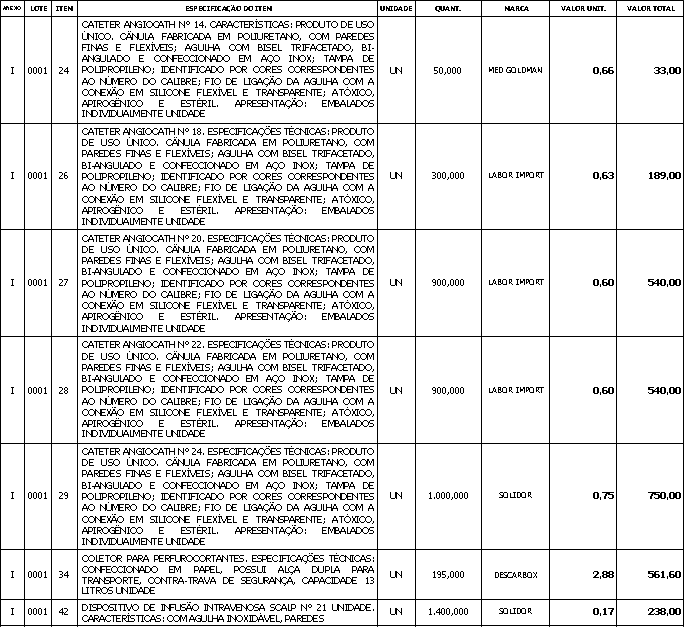 ANEXO LOTE ITEM ESPECIFICAÇÃO DO ITEM UNIDADE QUANT. MARCA VALOR UNIT. VALOR TOTAL
CATETER ANGIOCATH Nº 14. CARACTERÍSTICAS: PRODUTO DE USO
ÚNICO. CÂNULA FABRICADA EM POLIURETANO, COM PAREDES
FINAS E FLEXÍVEIS; AGULHA COM BISEL TRIFACETADO, BI-
ANGULADO E CONFECCIONADO EM AÇO INOX; TAMPA DE
I 0001 24 POLIPROPILENO; IDENTIFICADO POR CORES CORRESPONDENTES UN 50,000 MED GOLDMAN 0,66 33,00
AO NÚMERO DO CALIBRE; FIO DE LIGAÇÃO DA AGULHA COM A
CONEXÃO EM SILICONE FLEXÍVEL E TRANSPARENTE; ATÓXICO,
APIROGÊNICO E ESTÉRIL. APRESENTAÇÃO: EMBALADOS
INDIVIDUALMENTE UNIDADE
CATETER ANGIOCATH Nº 18. ESPECIFICAÇÕES TÉCNICAS: PRODUTO
DE USO ÚNICO. CÂNULA FABRICADA EM POLIURETANO, COM
PAREDES FINAS E FLEXÍVEIS; AGULHA COM BISEL TRIFACETADO,
BI-ANGULADO E CONFECCIONADO EM AÇO INOX; TAMPA DE
I 0001 26 POLIPROPILENO; IDENTIFICADO POR CORES CORRESPONDENTES UN 300,000 LABOR IMPORT 0,63 189,00
AO NÚMERO DO CALIBRE; FIO DE LIGAÇÃO DA AGULHA COM A
CONEXÃO EM SILICONE FLEXÍVEL E TRANSPARENTE; ATÓXICO,
APIROGÊNICO E ESTÉRIL. APRESENTAÇÃO: EMBALADOS
INDIVIDUALMENTE UNIDADE
CATETER ANGIOCATH Nº 20. ESPECIFICAÇÕES TÉCNICAS: PRODUTO
DE USO ÚNICO. CÂNULA FABRICADA EM POLIURETANO, COM
PAREDES FINAS E FLEXÍVEIS; AGULHA COM BISEL TRIFACETADO,
BI-ANGULADO E CONFECCIONADO EM AÇO INOX; TAMPA DE
I 0001 27 POLIPROPILENO; IDENTIFICADO POR CORES CORRESPONDENTES UN 900,000 LABOR IMPORT 0,60 540,00
AO NÚMERO DO CALIBRE; FIO DE LIGAÇÃO DA AGULHA COM A
CONEXÃO EM SILICONE FLEXÍVEL E TRANSPARENTE; ATÓXICO,
APIROGÊNICO E ESTÉRIL. APRESENTAÇÃO: EMBALADOS
INDIVIDUALMENTE UNIDADE
CATETER ANGIOCATH Nº 22. ESPECIFICAÇÕES TÉCNICAS: PRODUTO
DE USO ÚNICO. CÂNULA FABRICADA EM POLIURETANO, COM
PAREDES FINAS E FLEXÍVEIS; AGULHA COM BISEL TRIFACETADO,
BI-ANGULADO E CONFECCIONADO EM AÇO INOX; TAMPA DE
I 0001 28 POLIPROPILENO; IDENTIFICADO POR CORES CORRESPONDENTES UN 900,000 LABOR IMPORT 0,60 540,00
AO NÚMERO DO CALIBRE; FIO DE LIGAÇÃO DA AGULHA COM A
CONEXÃO EM SILICONE FLEXÍVEL E TRANSPARENTE; ATÓXICO,
APIROGÊNICO E ESTÉRIL. APRESENTAÇÃO: EMBALADOS
INDIVIDUALMENTE UNIDADE
CATETER ANGIOCATH Nº 24. ESPECIFICAÇÕES TÉCNICAS: PRODUTO
DE USO ÚNICO. CÂNULA FABRICADA EM POLIURETANO, COM
PAREDES FINAS E FLEXÍVEIS; AGULHA COM BISEL TRIFACETADO,
BI-ANGULADO E CONFECCIONADO EM AÇO INOX; TAMPA DE
I 0001 29 POLIPROPILENO; IDENTIFICADO POR CORES CORRESPONDENTES UN 1.000,000 SOLIDOR 0,75 750,00
AO NÚMERO DO CALIBRE; FIO DE LIGAÇÃO DA AGULHA COM A
CONEXÃO EM SILICONE FLEXÍVEL E TRANSPARENTE; ATÓXICO,
APIROGÊNICO E ESTÉRIL. APRESENTAÇÃO: EMBALADOS
INDIVIDUALMENTE UNIDADE
COLETOR PARA PERFUROCORTANTES. ESPECIFICAÇÕES TÉCNICAS:
CONFECCIONADO EM PAPEL, POSSUI ALÇA DUPLA PARA
I 0001 34 TRANSPORTE, CONTRA-TRAVA DE SEGURANÇA, CAPACIDADE 13 UN 195,000 DESCARBOX 2,88 561,60
LITROS UNIDADE
DISPOSITIVO DE INFUSÃO INTRAVENOSA SCALP Nº 21 UNIDADE.
I 0001 42 CARACTERÍSTICAS: COM AGULHA INOXIDÁVEL, PAREDES UN 1.400,000 SOLIDOR 0,17 238,00